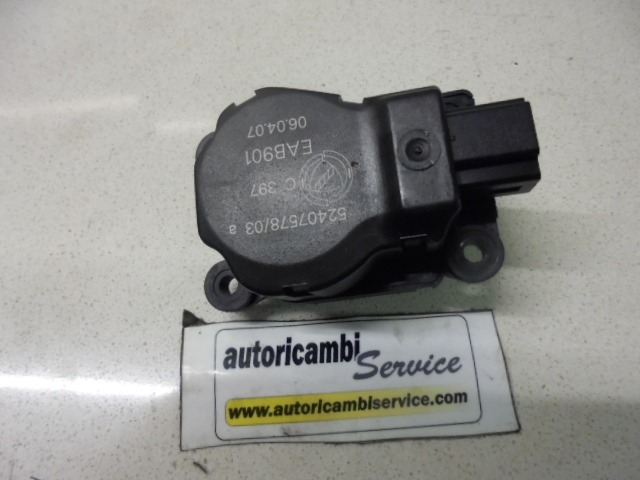 52407578/03 a
C 397
EAB901
06.04.07
autoricambi Service
www.autoricambiservice.com